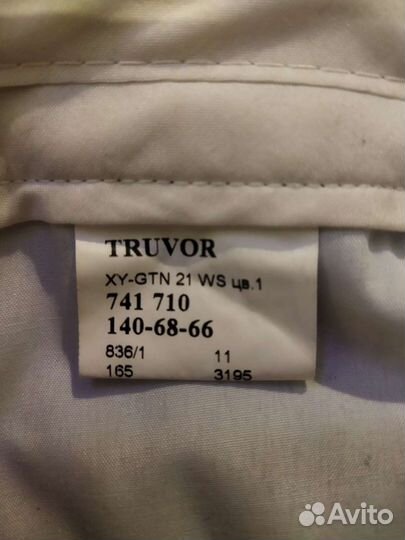 TRUVOR
XY-GTN 21 WS цв.1
741 710
140-68-66
836/1 11
165 3195
Avito